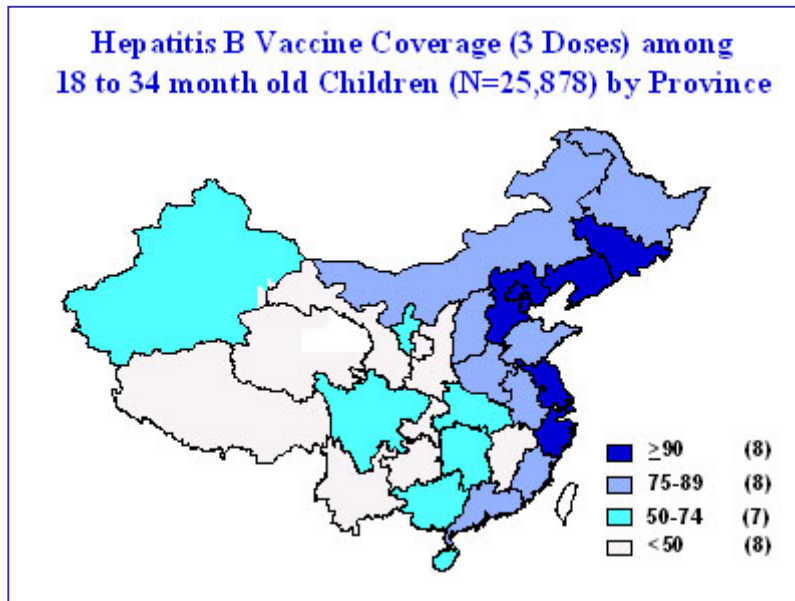 Hepatitis B Vaccine Coverage (3 Doses) among
18 to 34 month old Children (N=25,878) by Province
≥90 (8)
75-89 (8)
50-74 (7)
<50 (8)